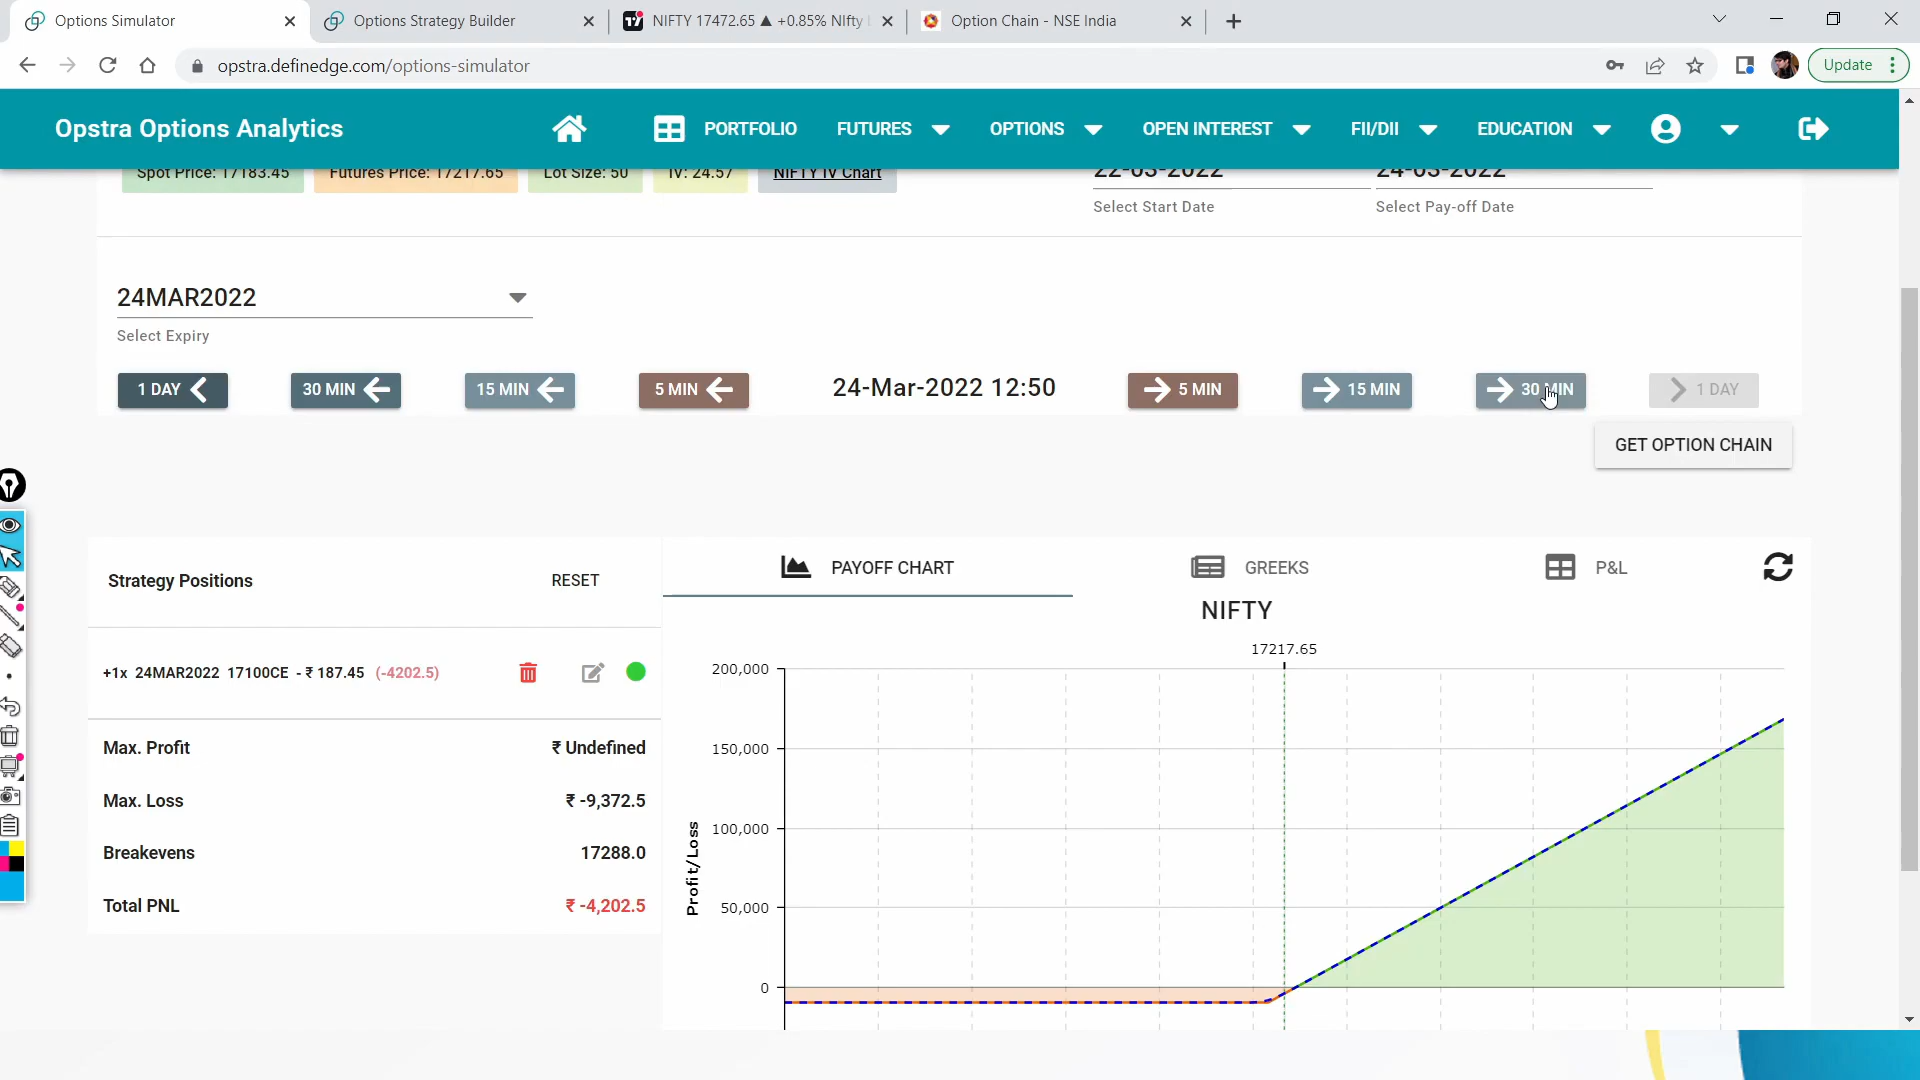 Options Simulator
Options Strategy Builder
NIFTY 17472.65 ▲ +0.85% NIfty
Option Chain - NSE India
opstra.definedge.com/options-simulator
Update
Opstra Options Analytics
PORTFOLIO
FUTURES
OPTIONS
OPEN INTEREST
FII/DII
EDUCATION
Spot Price: 17183.45
Futures Price: 17217.65
Lot Size: 50
IV: 24.57
NIFTY IV Chart
22-03-2022
24-03-2022
Select Start Date
Select Pay-off Date
24MAR2022
Select Expiry
1 DAY
30 MIN
15 MIN
5 MIN
24-Mar-2022 12:50
5 MIN
15 MIN
30 MIN
1 DAY
GET OPTION CHAIN
Strategy Positions
RESET
PAYOFF CHART
GREEKS
P&L
NIFTY
17217.65
+1x 24MAR2022 17100CE - ₹ 187.45 (-4202.5)
Max. Profit
₹ Undefined
Max. Loss
₹ -9,372.5
Breakevens
17288.0
Total PNL
₹ -4,202.5
Profit/Loss
200,000
150,000
100,000
50,000
0